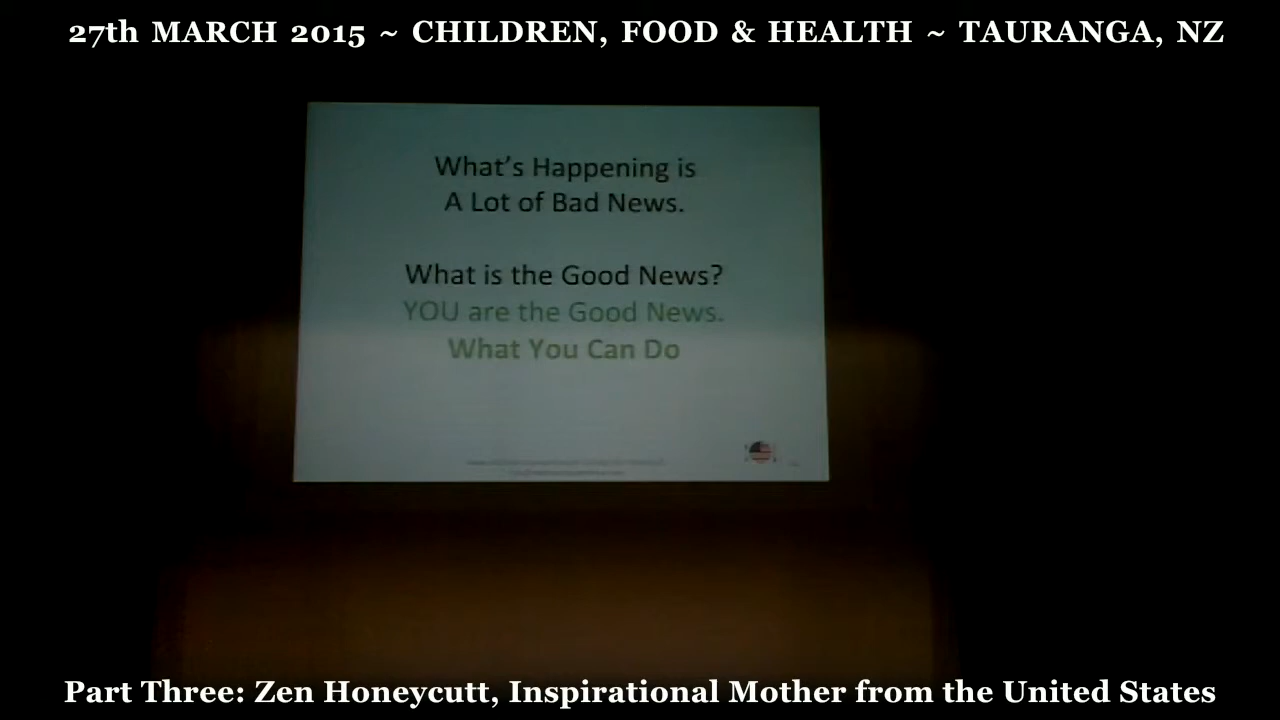 27th MARCH 2015 ~ CHILDREN, FOOD & HEALTH ~ TAURANGA, NZ
What's Happening is
A Lot of Bad News.
What is the Good News?
YOU are the Good News.
What You Can Do
Part Three: Zen Honeycutt, Inspirational Mother from the United States